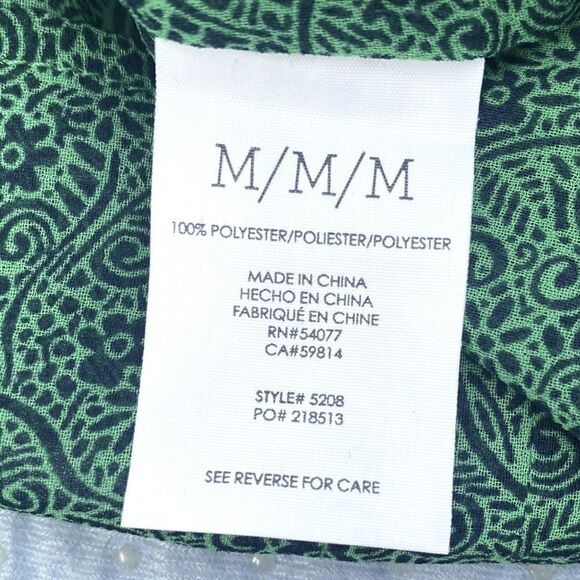 M/M/M
100% POLYESTER/POLIESTER/POLYESTER
MADE IN CHINA
HECHO EN CHINA
FABRIQUÉ EN CHINE
RN#54077
CA#59814
STYLE# 5208
PO# 218513
SEE REVERSE FOR CARE